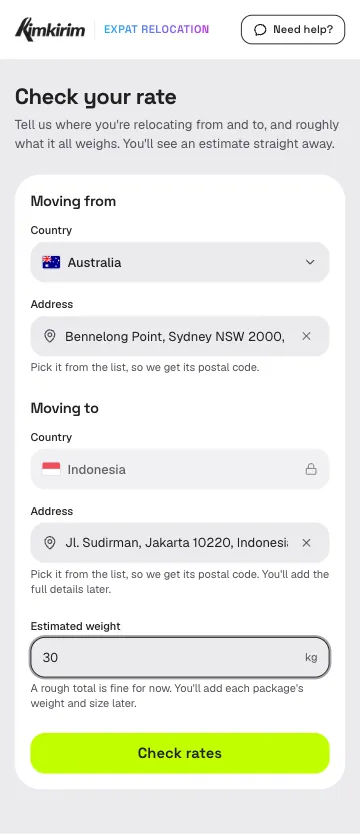 Kimkirim EXPAT RELOCATION Need help?
Check your rate
Tell us where you're relocating from and to, and roughly
what it all weighs. You'll see an estimate straight away.
Moving from
Country
Australia
Address
Bennelong Point, Sydney NSW 2000,
Pick it from the list, so we get its postal code.
Moving to
Country
Indonesia
Address
Jl. Sudirman, Jakarta 10220, Indonesia
Pick it from the list, so we get its postal code. You'll add the
full details later.
Estimated weight
30 kg
A rough total is fine for now. You'll add each package's
weight and size later.
Check rates